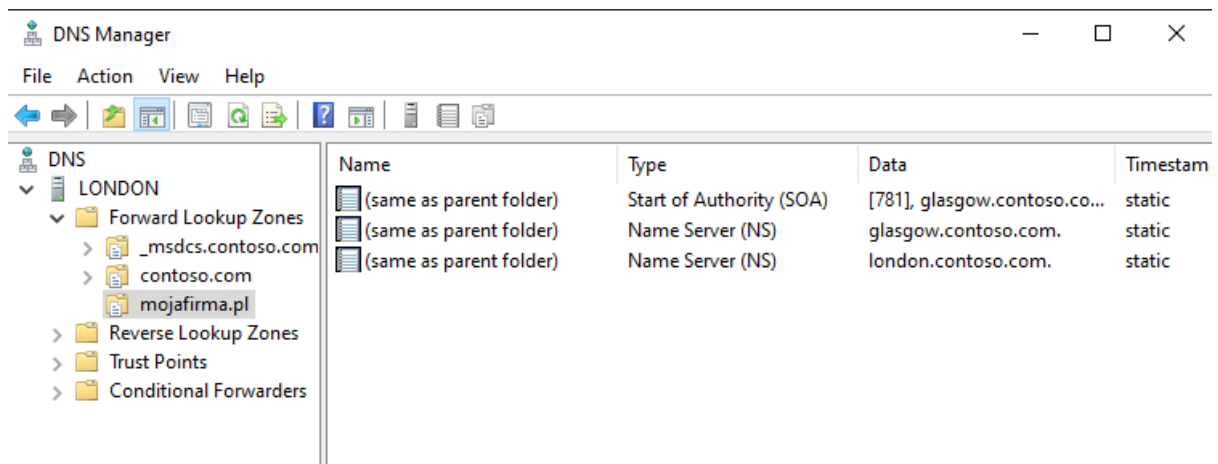 DNS Manager
File Action View Help
DNS
LONDON
Forward Lookup Zones
_msdcs.contoso.com
contoso.com
mojafirma.pl
Reverse Lookup Zones
Trust Points
Conditional Forwarders
Name Type Data Timestam
(same as parent folder) Start of Authority (SOA) [781], glasgow.contoso.co... static
(same as parent folder) Name Server (NS) glasgow.contoso.com. static
(same as parent folder) Name Server (NS) london.contoso.com. static